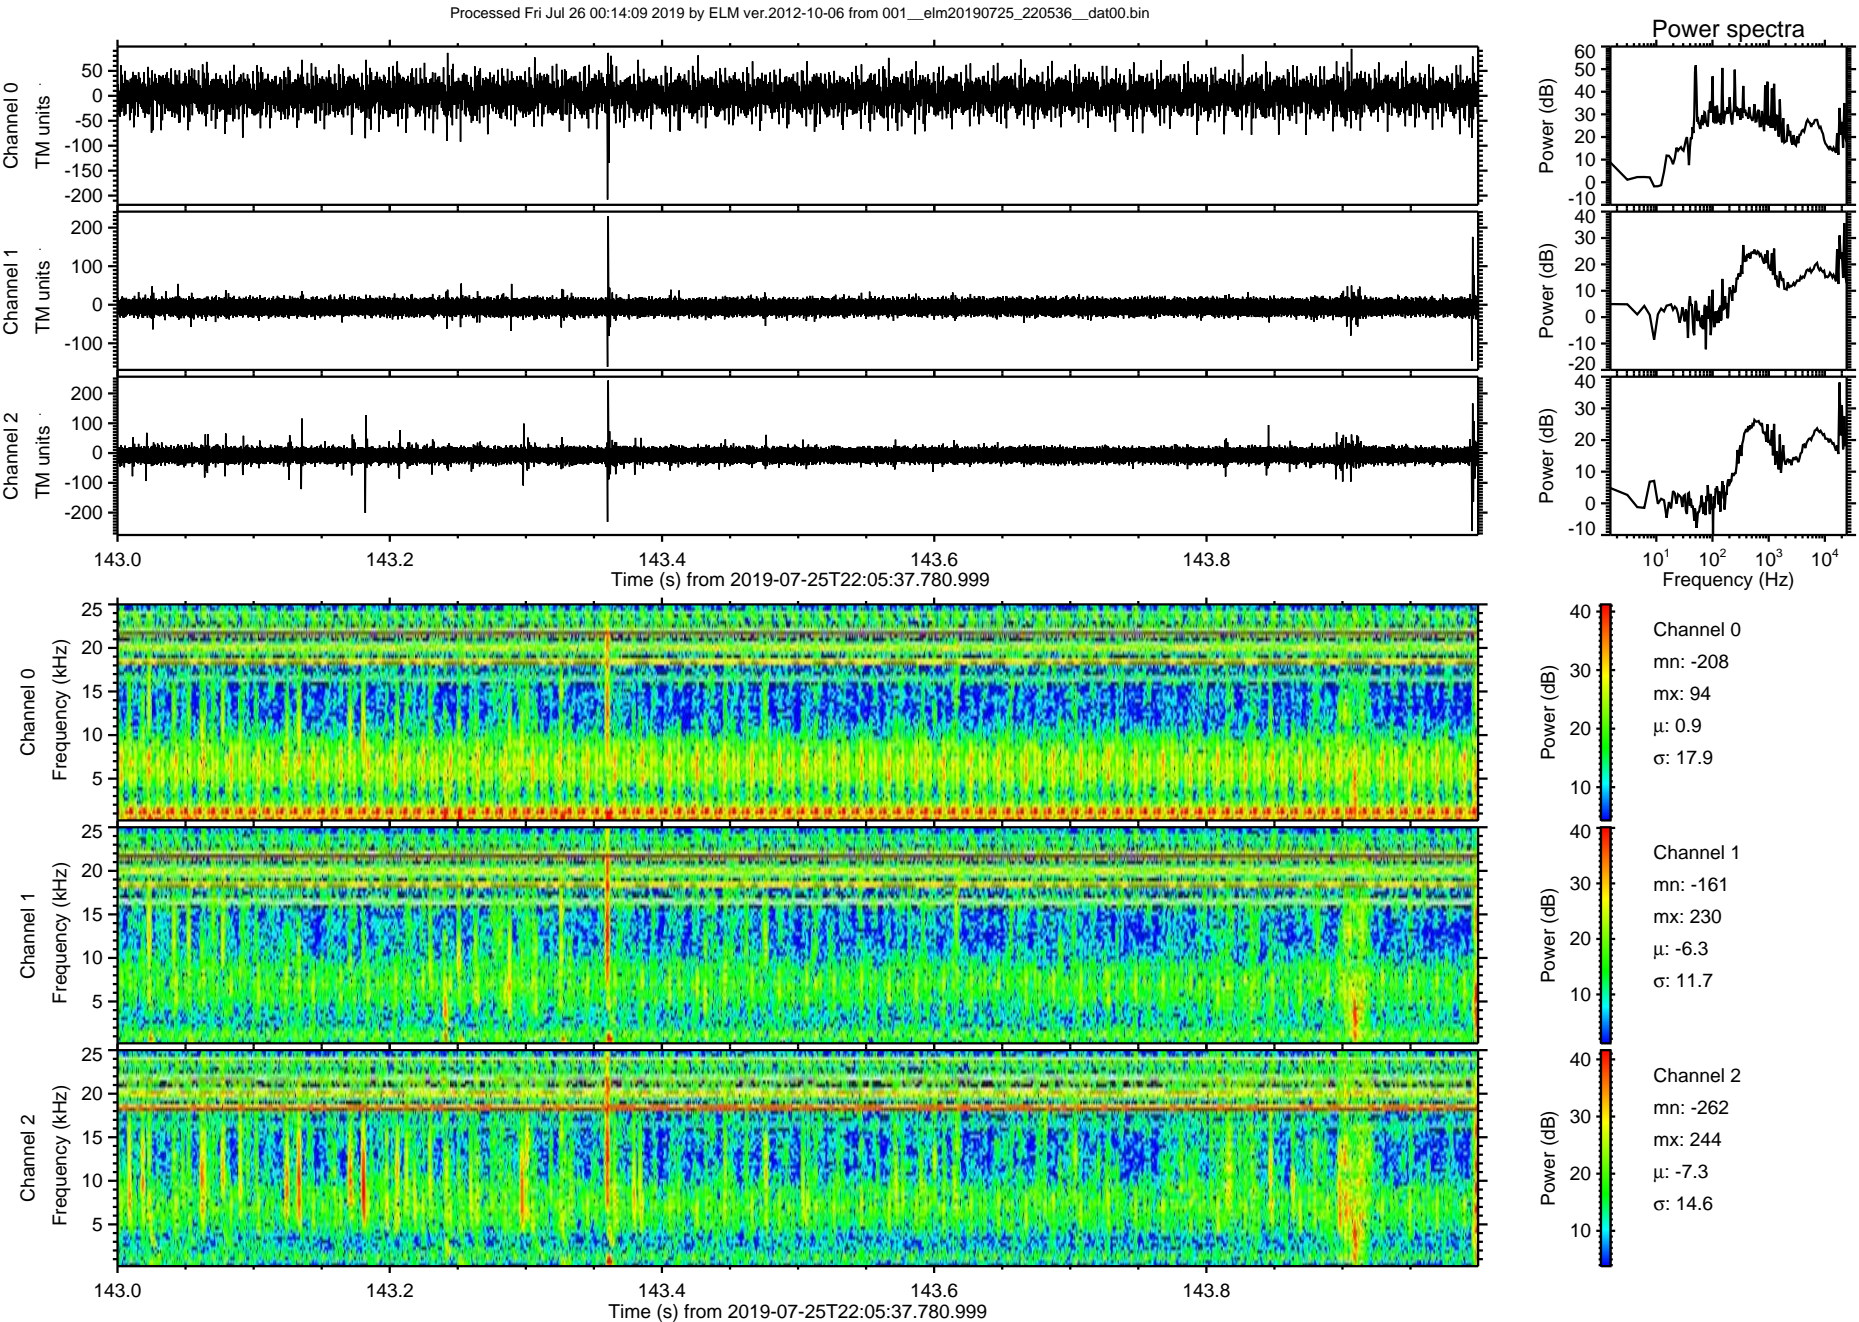 Processed Fri Jul 26 00:14:09 2019 by ELM ver.2012-10-06 from 001__elm20190725_220536__dat00.bin
Power spectra
Channel 0
TM units
50
0
-50
-100
-150
-200
Power (dB)
60
50
40
30
20
10
0
-10
Channel 1
TM units
200
100
0
-100
Power (dB)
40
30
20
10
0
-10
-20
Channel 2
TM units
200
100
0
-100
-200
Power (dB)
40
30
20
10
0
-10
143.0 143.2 143.4 143.6 143.8
Time (s) from 2019-07-25T22:05:37.780.999
10¹ 10² 10³ 10⁴
Frequency (Hz)
Channel 0
Frequency (kHz)
25
20
15
10
5
Power (dB)
40
30
20
10
Channel 0
mn: -208
mx: 94
μ: 0.9
σ: 17.9
Channel 1
Frequency (kHz)
25
20
15
10
5
Power (dB)
40
30
20
10
Channel 1
mn: -161
mx: 230
μ: -6.3
σ: 11.7
Channel 2
Frequency (kHz)
25
20
15
10
5
Power (dB)
40
30
20
10
Channel 2
mn: -262
mx: 244
μ: -7.3
σ: 14.6
143.0 143.2 143.4 143.6 143.8
Time (s) from 2019-07-25T22:05:37.780.999